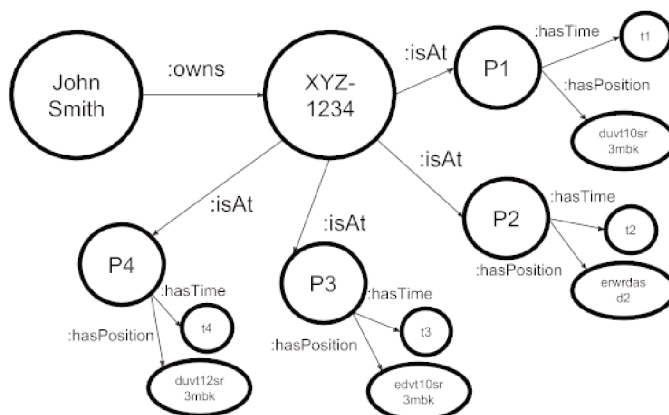 John
Smith
:owns
XYZ-
1234
:isAt
P1
:hasTime
t1
:hasPosition
duvt10sr
3mbk
:isAt
P2
:hasTime
t2
:hasPosition
erwrdas
d2
:isAt
P3
:hasTime
t3
:hasPosition
edvt10sr
3mbk
:isAt
P4
:hasTime
t4
:hasPosition
duvt12sr
3mbk